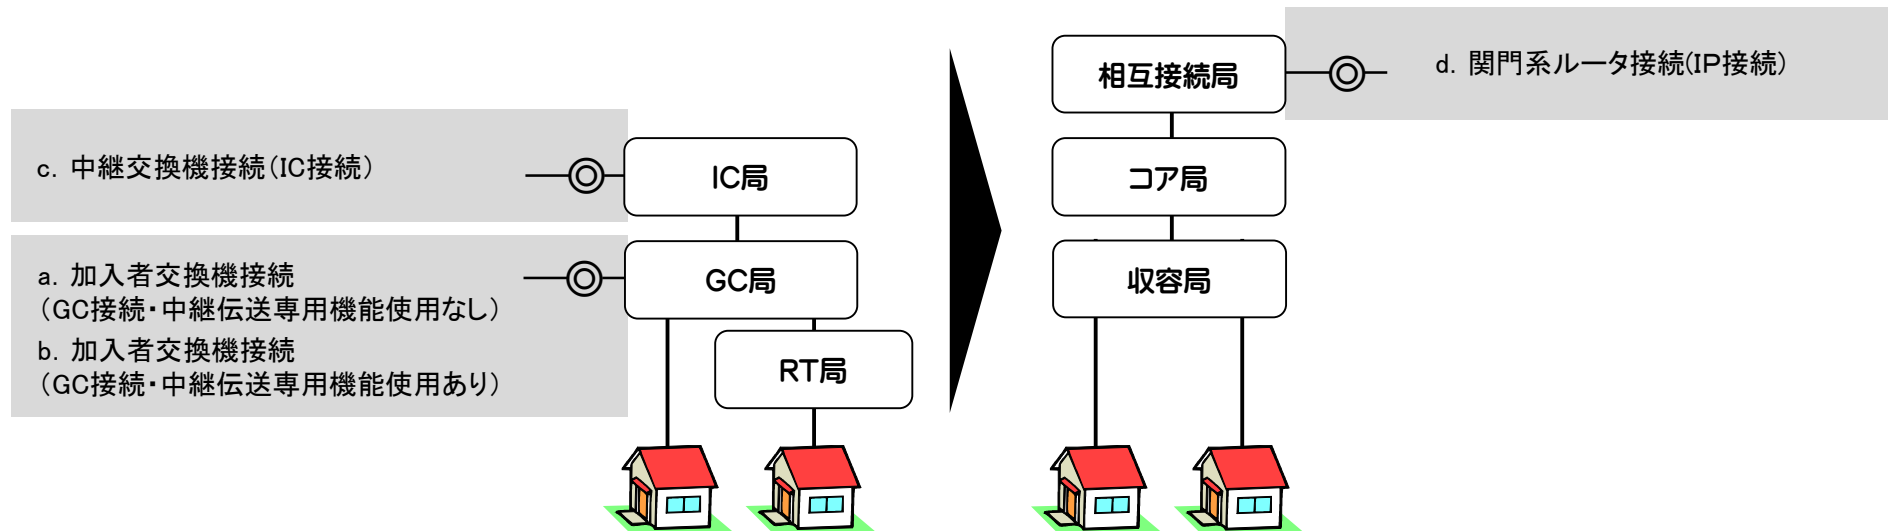 c. 中継交換機接続(IC接続)
a. 加入者交換機接続
(GC接続・中継伝送専用機能使用なし)
b. 加入者交換機接続
(GC接続・中継伝送専用機能使用あり)
IC局
GC局
RT局
相互接続局
コア局
収容局
d. 関門系ルータ接続(IP接続)